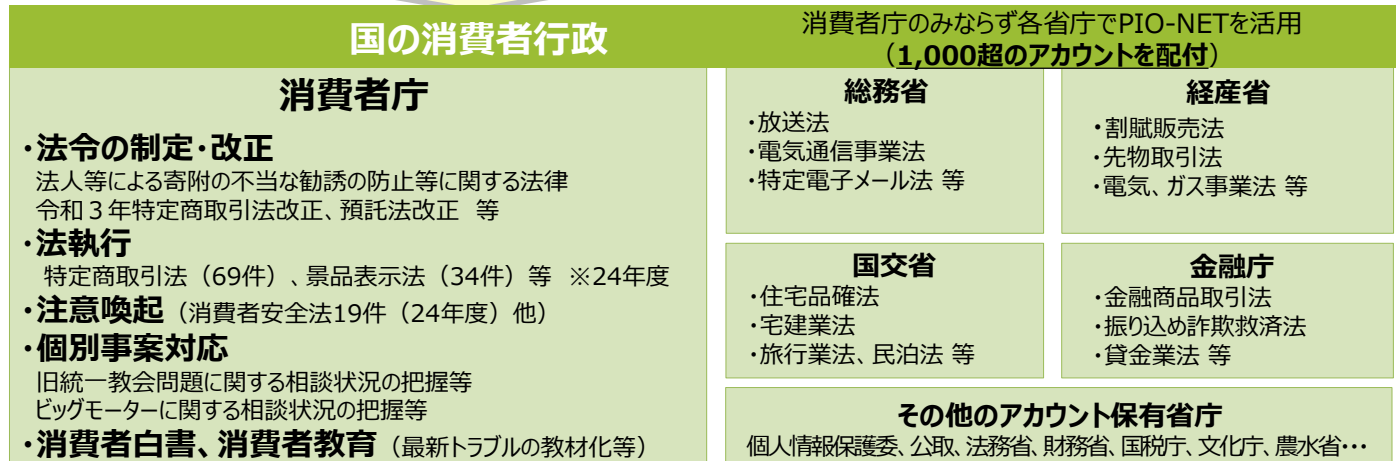 国の消費者行政
消費者庁のみならず各省庁でPIO-NETを活用
（1,000超のアカウントを配付）
消費者庁
・法令の制定・改正
法人等による寄附の不当な勧誘の防止等に関する法律
令和３年特定商取引法改正、預託法改正 等
・法執行
特定商取引法（69件）、景品表示法（34件）等 ※24年度
・注意喚起（消費者安全法19件（24年度）他）
・個別事案対応
旧統一教会問題に関する相談状況の把握等
ビッグモーターに関する相談状況の把握等
・消費者白書、消費者教育（最新トラブルの教材化等）
総務省
・放送法
・電気通信事業法
・特定電子メール法 等
経産省
・割賦販売法
・先物取引法
・電気、ガス事業法 等
国交省
・住宅品確法
・宅建業法
・旅行業法、民泊法 等
金融庁
・金融商品取引法
・振り込め詐欺救済法
・貸金業法 等
その他のアカウント保有省庁
個人情報保護委、公取、法務省、財務省、国税庁、文化庁、農水省・・・